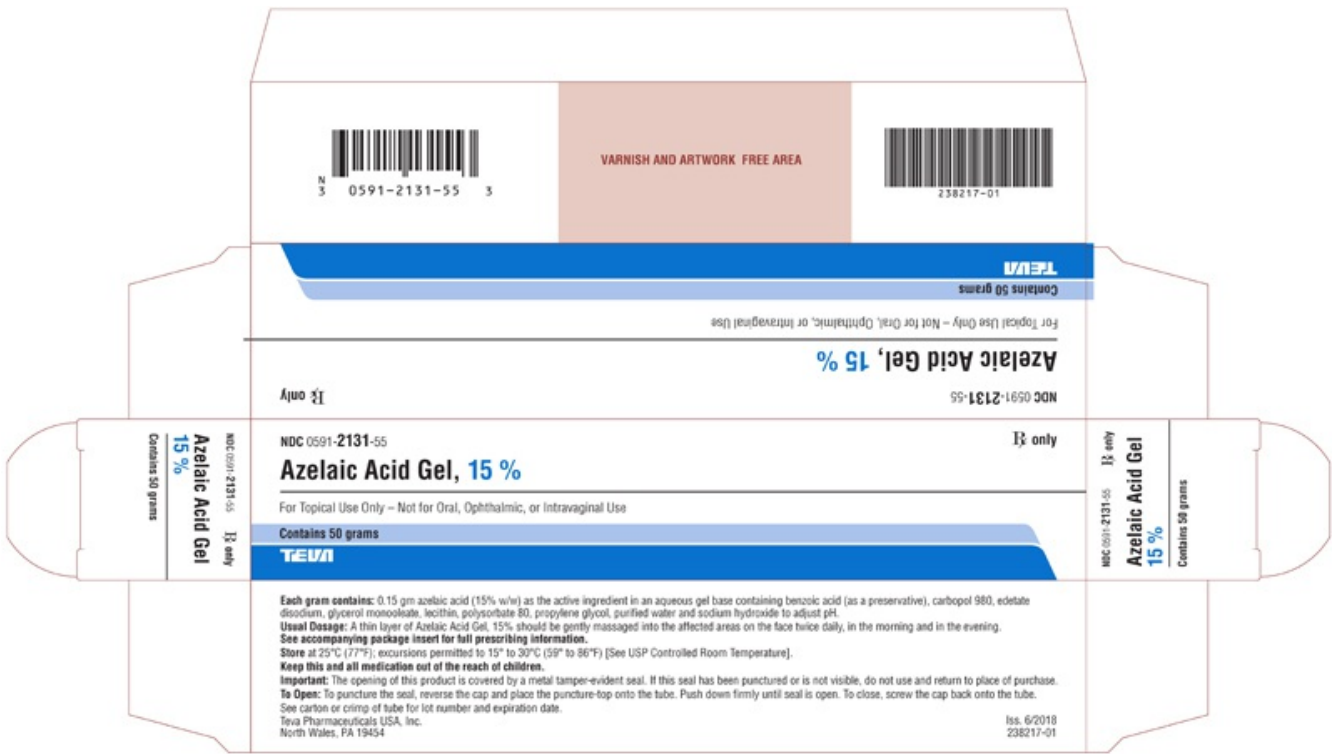 N
3 0591-2131-55 3
VARNISH AND ARTWORK FREE AREA
238217-01
TEVA
Contains 50 grams
For Topical Use Only – Not for Oral, Ophthalmic, or Intravaginal Use
Azelaic Acid Gel, 15 %
NDC 0591-2131-55
℞ only
NDC 0591-2131-55 ℞ only
Azelaic Acid Gel
15 %
Contains 50 grams
NDC 0591-2131-55
℞ only
Azelaic Acid Gel, 15 %
For Topical Use Only – Not for Oral, Ophthalmic, or Intravaginal Use
Contains 50 grams
TEVA
NDC 0591-2131-55 ℞ only
Azelaic Acid Gel
15 %
Contains 50 grams
Each gram contains: 0.15 gm azelaic acid (15% w/w) as the active ingredient in an aqueous gel base containing benzoic acid (as a preservative), carbopol 980, edetate
disodium, glycerol monooleate, lecithin, polysorbate 80, propylene glycol, purified water and sodium hydroxide to adjust pH.
Usual Dosage: A thin layer of Azelaic Acid Gel, 15% should be gently massaged into the affected areas on the face twice daily, in the morning and in the evening.
See accompanying package insert for full prescribing information.
Store at 25°C (77°F); excursions permitted to 15° to 30°C (59° to 86°F) [See USP Controlled Room Temperature].
Keep this and all medication out of the reach of children.
Important: The opening of this product is covered by a metal tamper-evident seal. If this seal has been punctured or is not visible, do not use and return to place of purchase.
To Open: To puncture the seal, reverse the cap and place the puncture-top onto the tube. Push down firmly until seal is open. To close, screw the cap back onto the tube.
See carton or crimp of tube for lot number and expiration date.
Teva Pharmaceuticals USA, Inc.
North Wales, PA 19454
Iss. 6/2018
238217-01